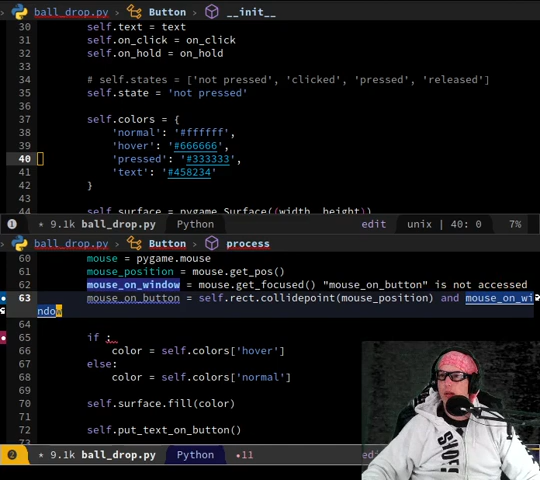 ball_drop.py > Button > __init__
30 self.text = text
31 self.on_click = on_click
32 self.on_hold = on_hold
33
34 # self.states = ['not pressed', 'clicked', 'pressed', 'released']
35 self.state = 'not pressed'
36
37 self.colors = {
38 'normal': '#ffffff',
39 'hover': '#666666',
40 'pressed': '#333333',
41 'text': '#458234'
42 }
43
44 self.surface = pygame.Surface((width, height))
1 * 9.1k ball_drop.py Python edit unix | 40: 0 7%
ball_drop.py > Button > process
60 mouse = pygame.mouse
61 mouse_position = mouse.get_pos()
62 mouse_on_window = mouse.get_focused() "mouse_on_button" is not accessed
63 mouse_on_button = self.rect.collidepoint(mouse_position) and mouse_on_wi
ndow
64
65 if :
66 color = self.colors['hover']
67 else:
68 color = self.colors['normal']
69
70 self.surface.fill(color)
71
72 self.put_text_on_button()
73
2 * 9.1k ball_drop.py Python •11